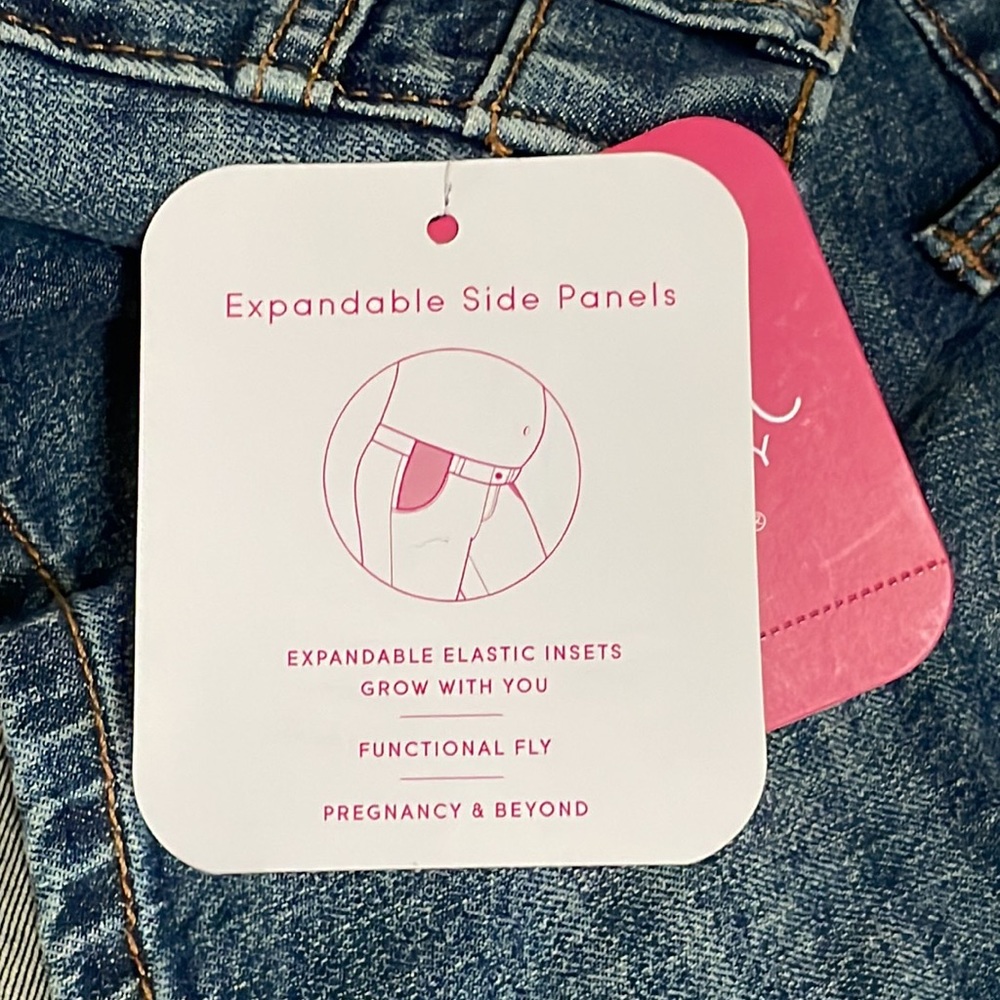 Expandable Side Panels
EXPANDABLE ELASTIC INSETS
GROW WITH YOU
FUNCTIONAL FLY
PREGNANCY & BEYOND